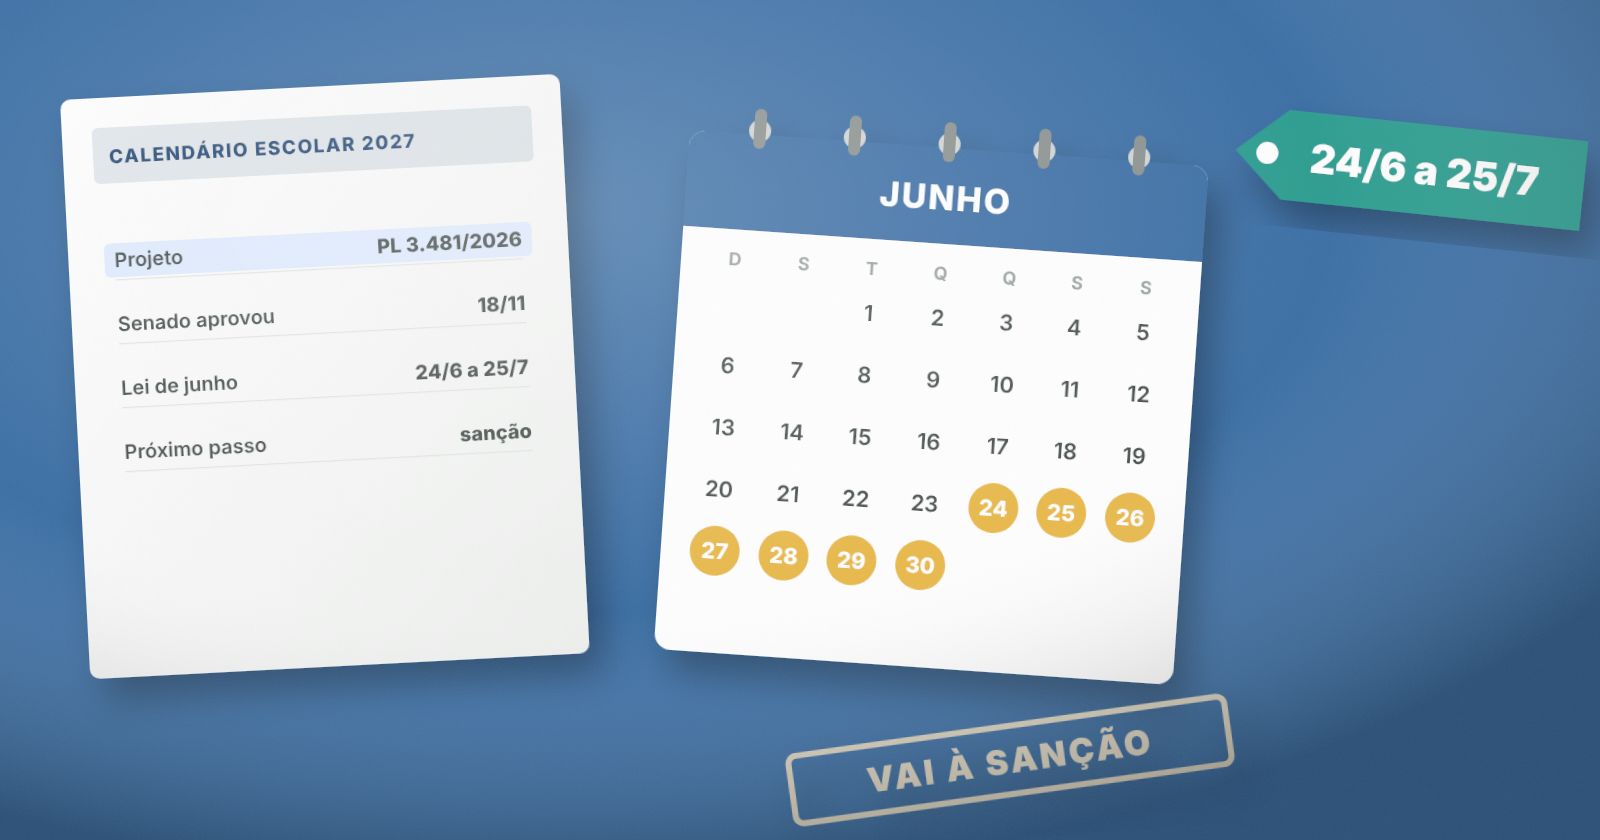 CALENDÁRIO ESCOLAR 2027
Projeto PL 3.481/2026
Senado aprovou 18/11
Lei de junho 24/6 a 25/7
Próximo passo sanção
JUNHO
D S T Q Q S S
1 2 3 4 5
6 7 8 9 10 11 12
13 14 15 16 17 18 19
20 21 22 23 24 25 26
27 28 29 30
24/6 a 25/7
VAI À SANÇÃO